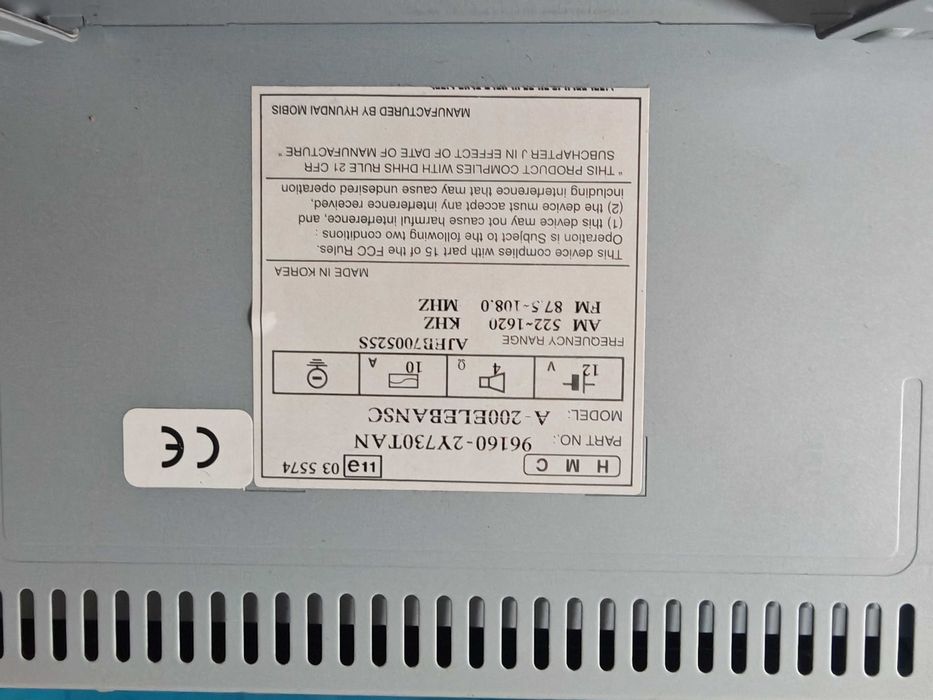 H M C e11 03 5574
PART NO.: 96160-2Y730TAN
MODEL: A-200ELEBANSC
12 V 4 Ω 10 A
FREQUENCY RANGE AJHB700525S
AM 522~1620 KHZ
FM 87.5~108.0 MHZ
MADE IN KOREA
This device complies with part 15 of the FCC Rules.
Operation is Subject to the following two conditions :
(1) this device may not cause harmful interference, and
(2) the device must accept any interference received,
including interference that may cause undesired operation
" THIS PRODUCT COMPLIES WITH DHHS RULE 21 CFR
SUBCHAPTER J IN EFFECT OF DATE OF MANUFACTURE "
MANUFACTURED BY HYUNDAI MOBIS
CE